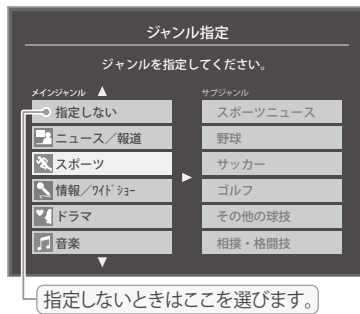 ジャンル指定
ジャンルを指定してください。
メインジャンル
サブジャンル
指定しない
スポーツニュース
ニュース／報道
野球
スポーツ
サッカー
情報／ﾜｲﾄﾞｼｮｰ
ゴルフ
ドラマ
その他の球技
音楽
相撲・格闘技
指定しないときはここを選びます。